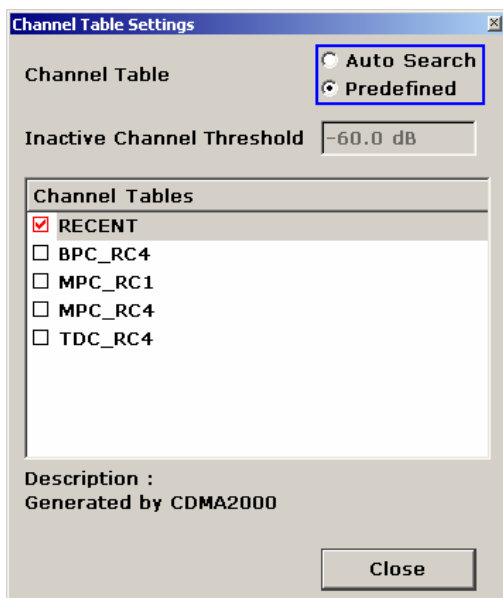 Channel Table Settings
Channel Table
Auto Search
Predefined
Inactive Channel Threshold -60.0 dB
Channel Tables
RECENT
BPC_RC4
MPC_RC1
MPC_RC4
TDC_RC4
Description :
Generated by CDMA2000
Close